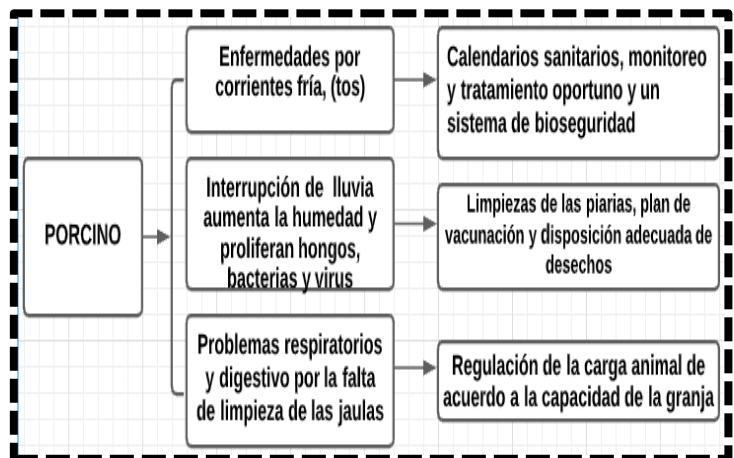 PORCINO
Enfermedades por
corrientes fría, (tos)
Calendarios sanitarios, monitoreo
y tratamiento oportuno y un
sistema de bioseguridad
Interrupción de lluvia
aumenta la humedad y
proliferan hongos,
bacterias y virus
Limpiezas de las piarias, plan de
vacunación y disposición adecuada de
desechos
Problemas respiratorios
y digestivo por la falta
de limpieza de las jaulas
Regulación de la carga animal de
acuerdo a la capacidad de la granja